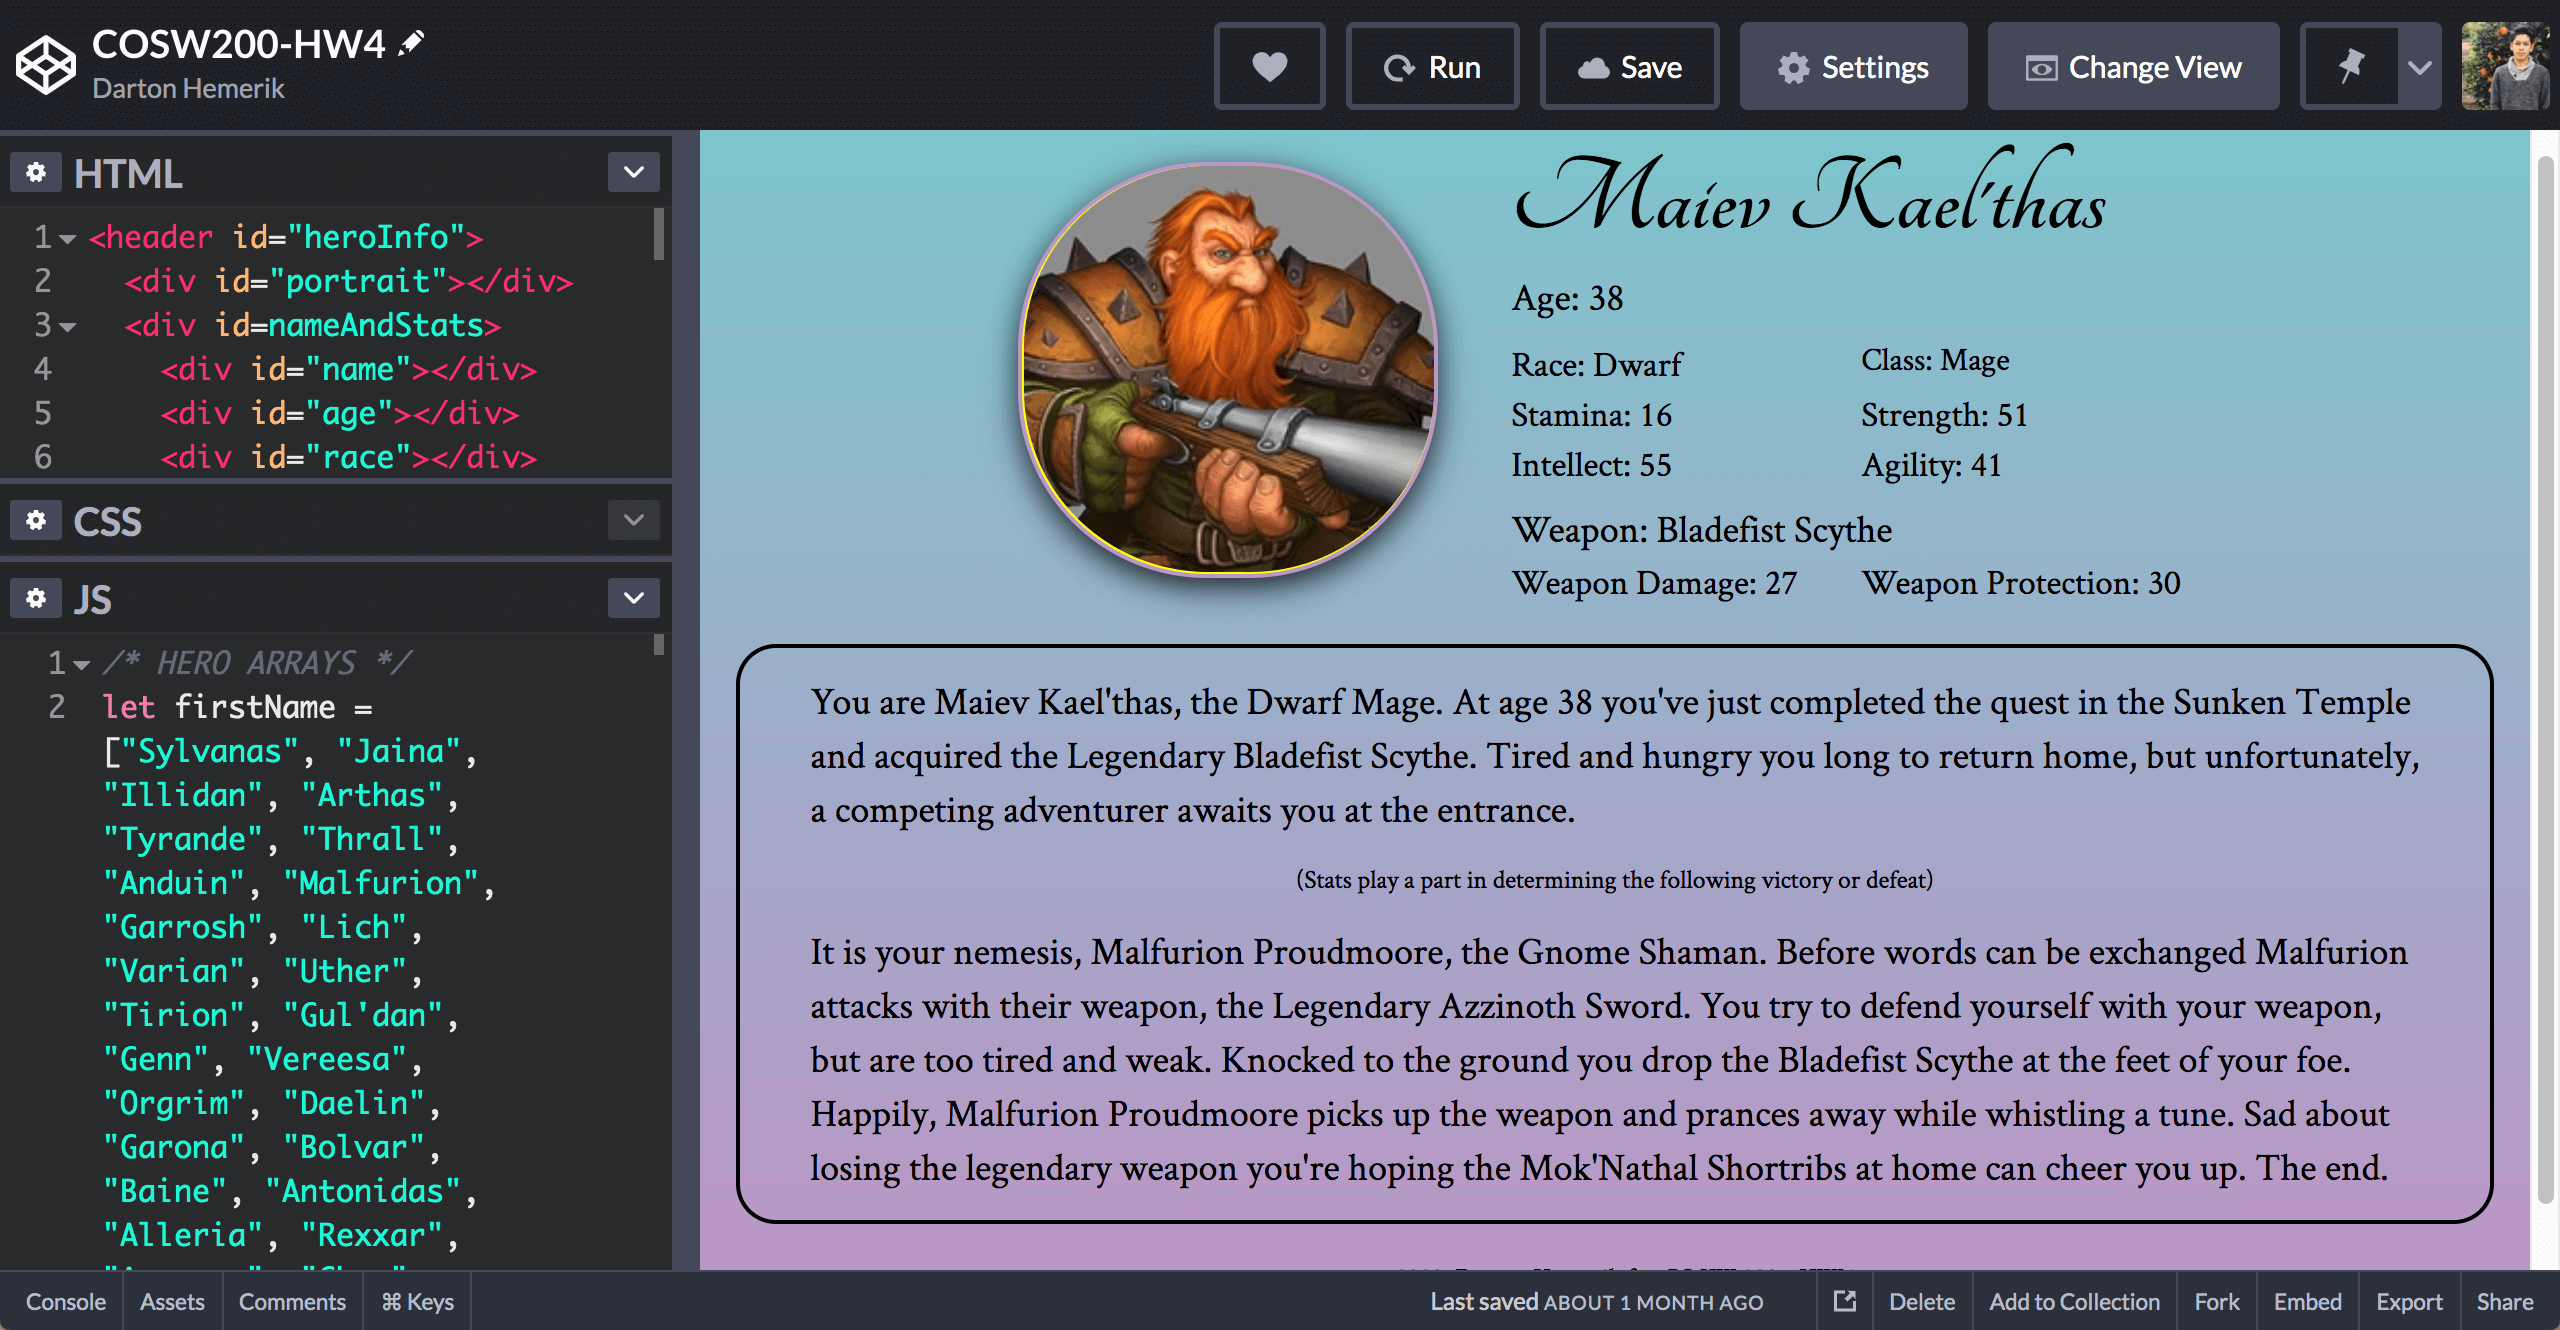 COSW200-HW4
Darton Hemerik
Run
Save
Settings
Change View
HTML
1 <header id="heroInfo">
2 <div id="portrait"></div>
3 <div id=nameAndStats>
4 <div id="name"></div>
5 <div id="age"></div>
6 <div id="race"></div>
CSS
JS
1 /* HERO ARRAYS */
2 let firstName =
["Sylvanas", "Jaina",
"Illidan", "Arthas",
"Tyrande", "Thrall",
"Anduin", "Malfurion",
"Garrosh", "Lich",
"Varian", "Uther",
"Tirion", "Gul'dan",
"Genn", "Vereesa",
"Orgrim", "Daelin",
"Garona", "Bolvar",
"Baine", "Antonidas",
"Alleria", "Rexxar",
Maiev Kael'thas
Age: 38
Race: Dwarf
Class: Mage
Stamina: 16
Strength: 51
Intellect: 55
Agility: 41
Weapon: Bladefist Scythe
Weapon Damage: 27
Weapon Protection: 30
You are Maiev Kael'thas, the Dwarf Mage. At age 38 you've just completed the quest in the Sunken Temple
and acquired the Legendary Bladefist Scythe. Tired and hungry you long to return home, but unfortunately,
a competing adventurer awaits you at the entrance.
(Stats play a part in determining the following victory or defeat)
It is your nemesis, Malfurion Proudmoore, the Gnome Shaman. Before words can be exchanged Malfurion
attacks with their weapon, the Legendary Azzinoth Sword. You try to defend yourself with your weapon,
but are too tired and weak. Knocked to the ground you drop the Bladefist Scythe at the feet of your foe.
Happily, Malfurion Proudmoore picks up the weapon and prances away while whistling a tune. Sad about
losing the legendary weapon you're hoping the Mok'Nathal Shortribs at home can cheer you up. The end.
Console
Assets
Comments
⌘ Keys
Last saved ABOUT 1 MONTH AGO
Delete
Add to Collection
Fork
Embed
Export
Share